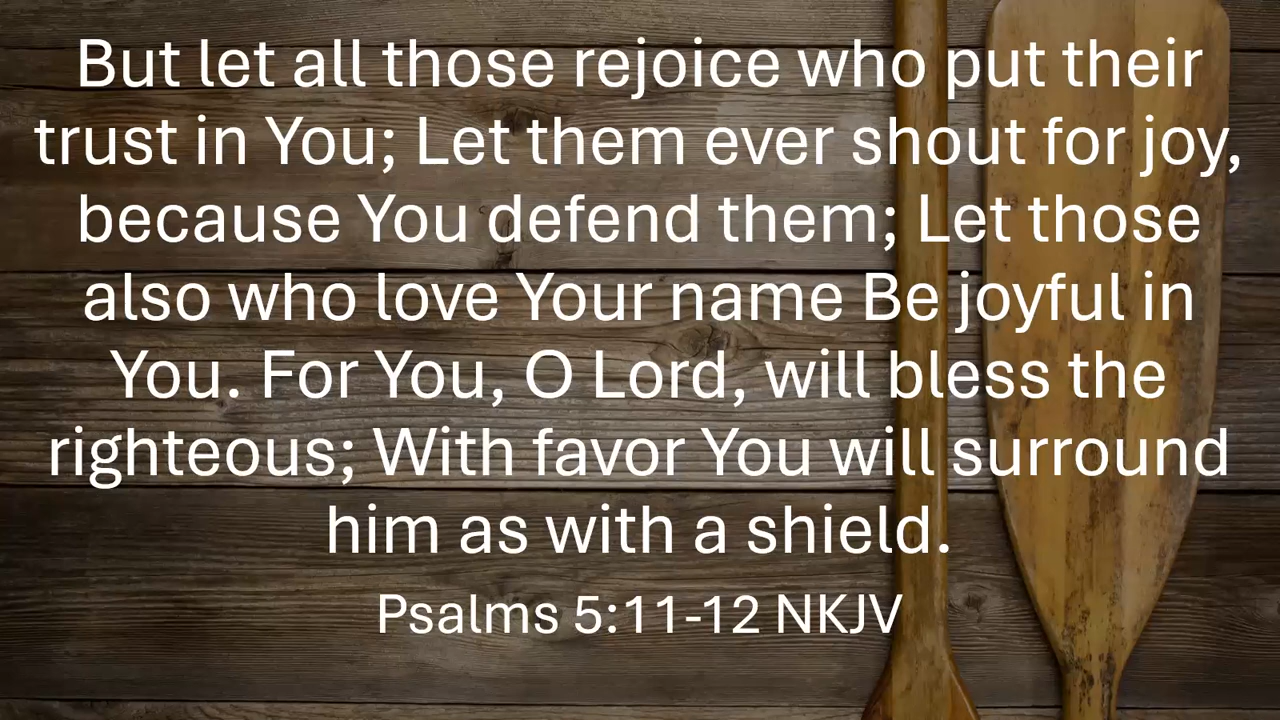 But let all those rejoice who put their
trust in You; Let them ever shout for joy,
because You defend them; Let those
also who love Your name Be joyful in
You. For You, O Lord, will bless the
righteous; With favor You will surround
him as with a shield.
Psalms 5:11-12 NKJV